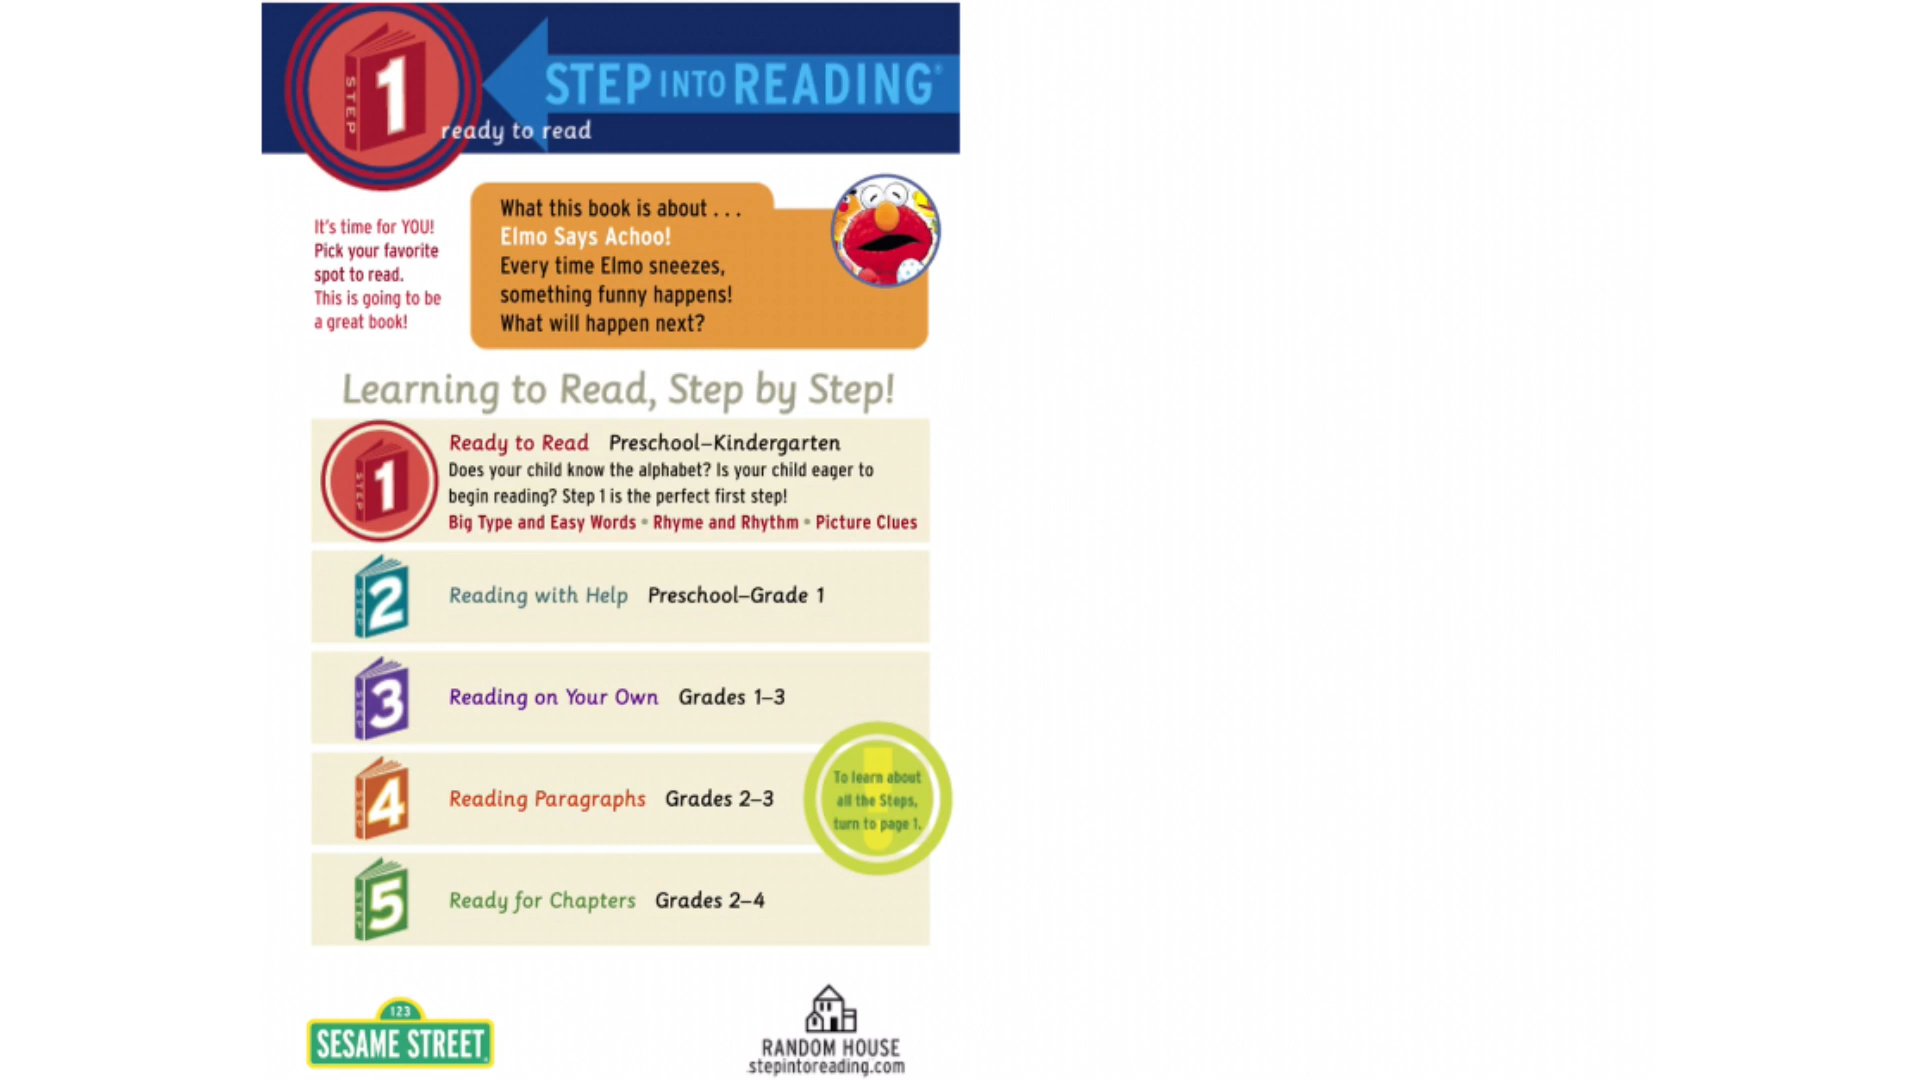 STEP 1
STEP INTO READING®
ready to read
It's time for YOU!
Pick your favorite
spot to read.
This is going to be
a great book!
What this book is about . . .
Elmo Says Achoo!
Every time Elmo sneezes,
something funny happens!
What will happen next?
Learning to Read, Step by Step!
STEP 1
Ready to Read Preschool–Kindergarten
Does your child know the alphabet? Is your child eager to
begin reading? Step 1 is the perfect first step!
Big Type and Easy Words • Rhyme and Rhythm • Picture Clues
STEP 2
Reading with Help Preschool–Grade 1
STEP 3
Reading on Your Own Grades 1–3
STEP 4
Reading Paragraphs Grades 2–3
To learn about
all the Steps,
turn to page 1.
STEP 5
Ready for Chapters Grades 2–4
123
SESAME STREET
RANDOM HOUSE
stepintoreading.com